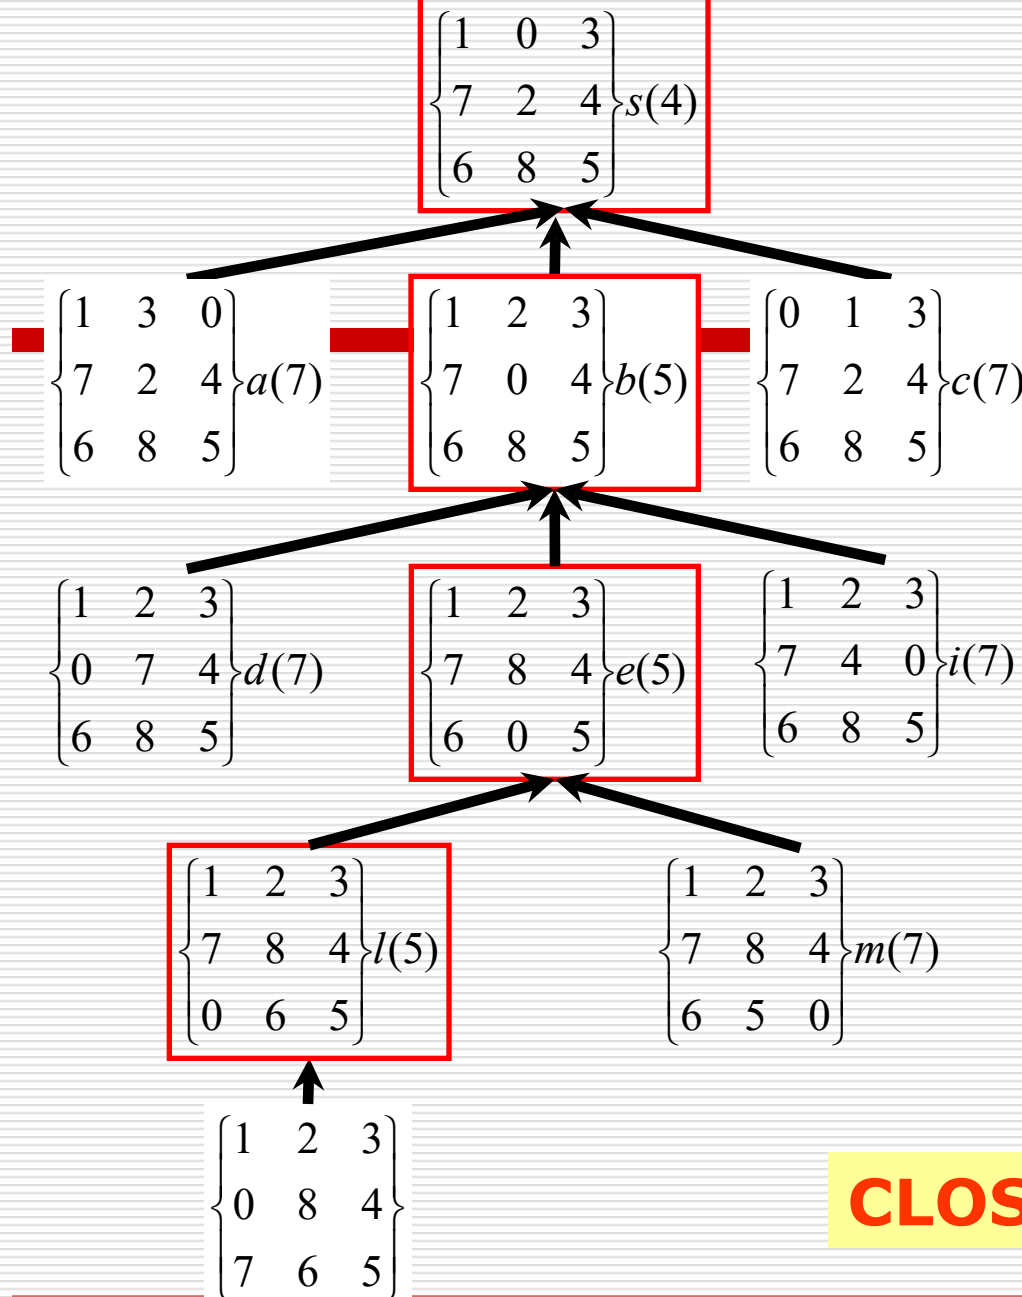 1 0 3
7 2 4 s(4)
6 8 5
1 3 0
7 2 4 a(7)
6 8 5
1 2 3
7 0 4 b(5)
6 8 5
0 1 3
7 2 4 c(7)
6 8 5
1 2 3
0 7 4 d(7)
6 8 5
1 2 3
7 8 4 e(5)
6 0 5
1 2 3
7 4 0 i(7)
6 8 5
1 2 3
7 8 4 l(5)
0 6 5
1 2 3
7 8 4 m(7)
6 5 0
1 2 3
0 8 4
7 6 5